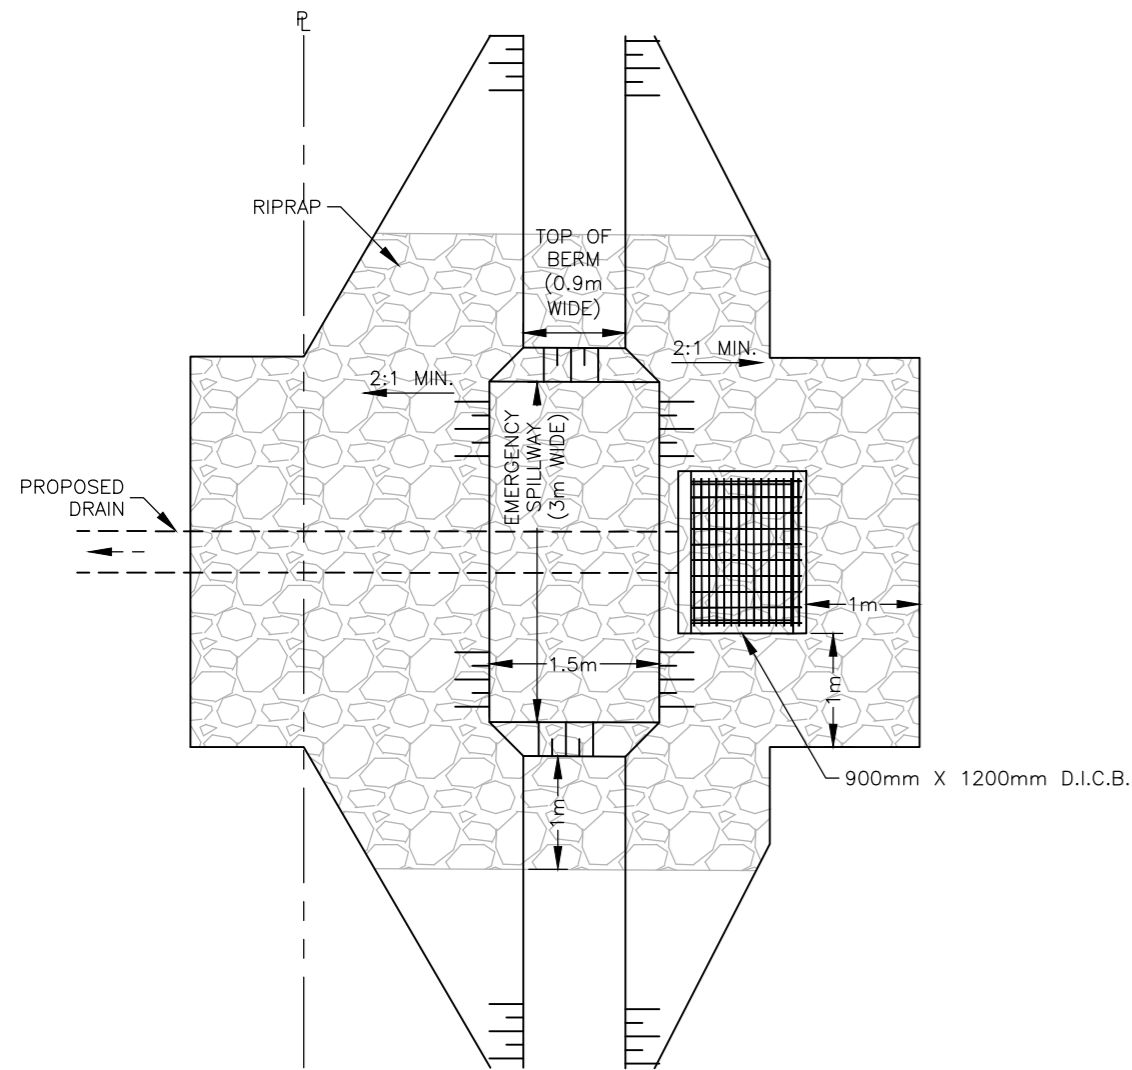 ℄
RIPRAP
TOP OF
BERM
(0.9m
WIDE)
2:1 MIN.
2:1 MIN.
EMERGENCY
SPILLWAY
(3m WIDE)
PROPOSED
DRAIN
1m
1.5m
1m
900mm X 1200mm D.I.C.B.
1m